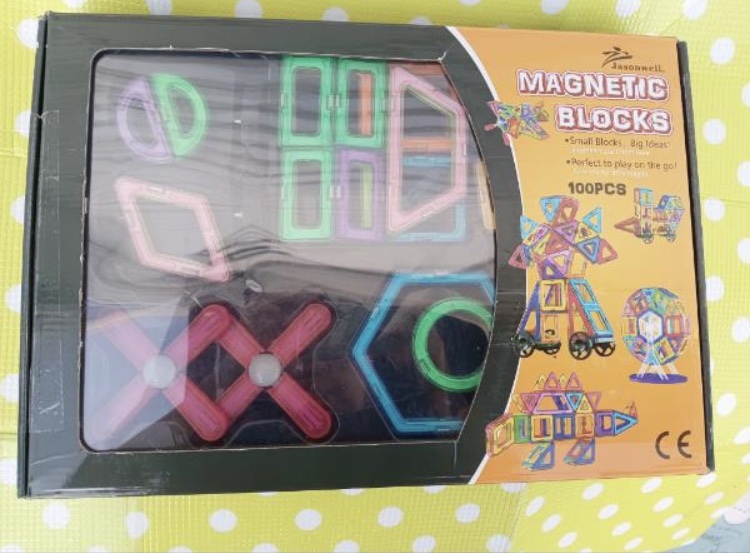 Jasonwell.
MAGNETIC
BLOCKS
•Small Blocks, Big Ideas
•Perfect to play on the go!
100PCS
CE